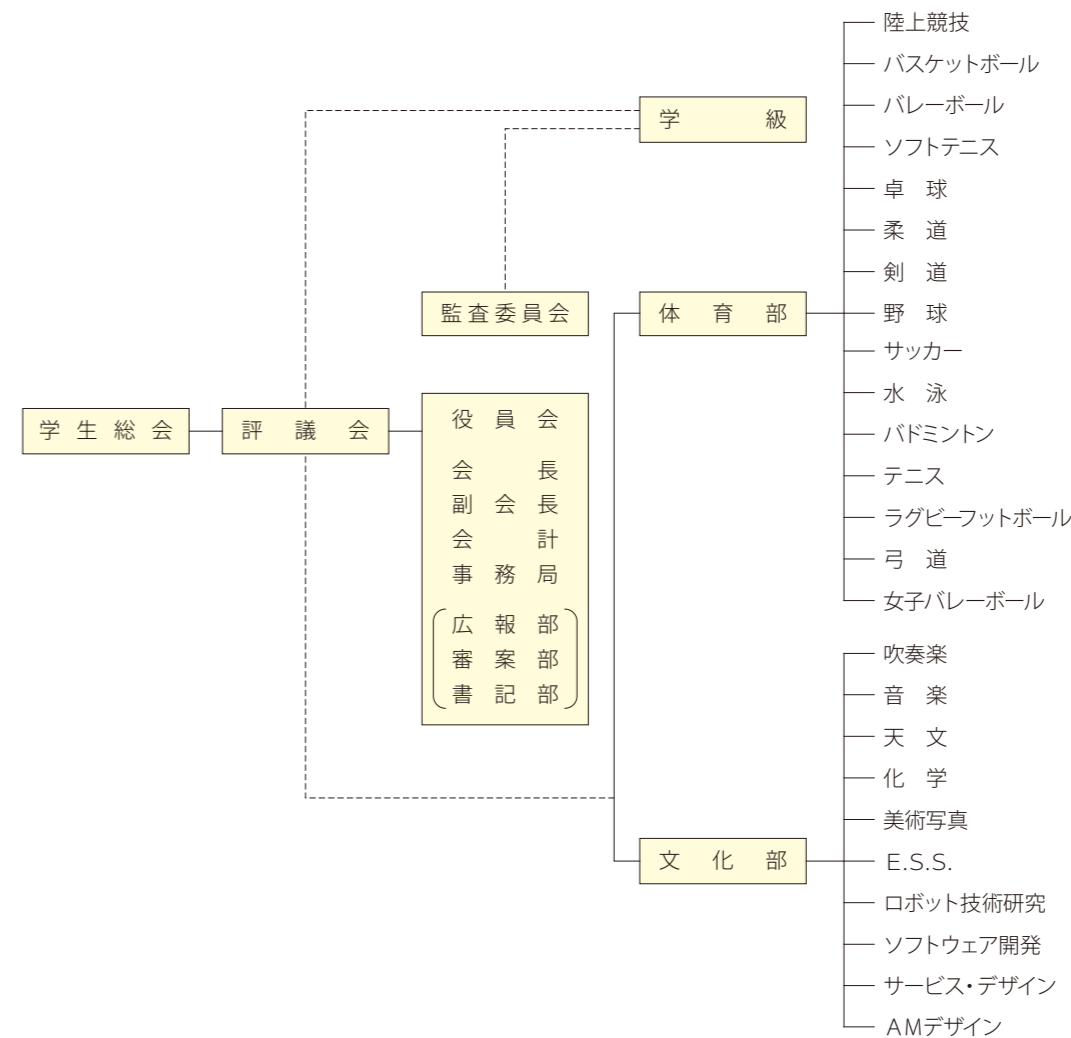 学級
監査委員会
学生総会
評議会
役員会
会長
副会長
会計
事務局
広報部
審案部
書記部
体育部
陸上競技
バスケットボール
バレーボール
ソフトテニス
卓球
柔道
剣道
野球
サッカー
水泳
バドミントン
テニス
ラグビーフットボール
弓道
女子バレーボール
文化部
吹奏楽
音楽
天文
化学
美術写真
E.S.S.
ロボット技術研究
ソフトウェア開発
サービス・デザイン
AMデザイン